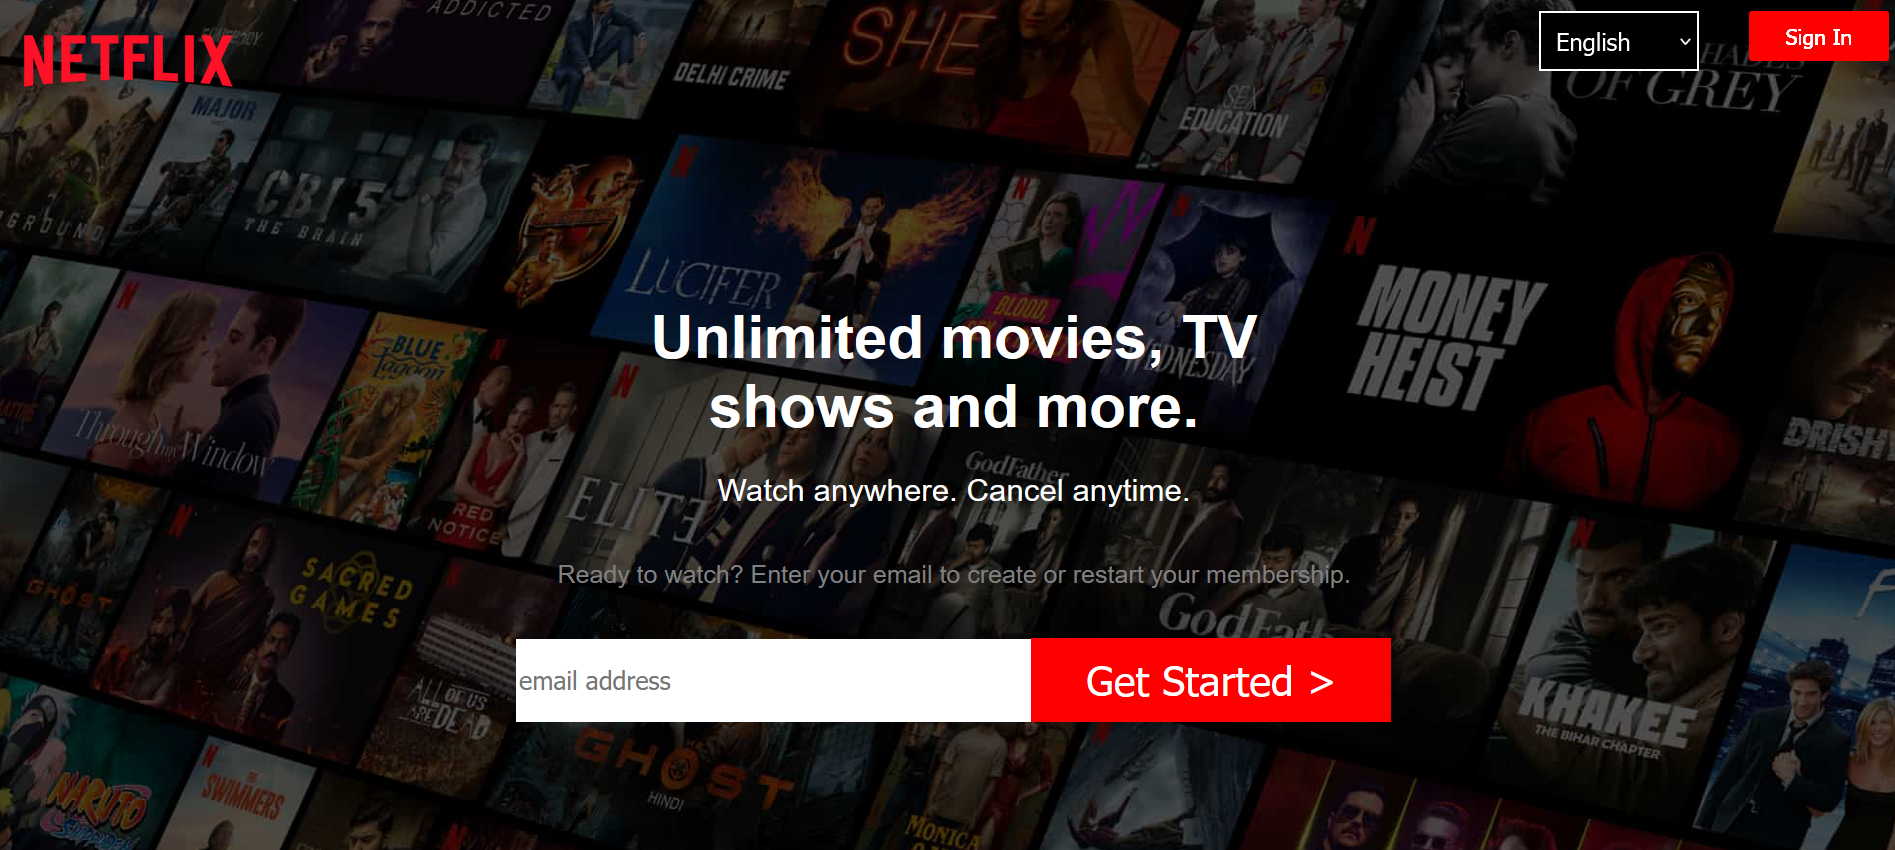 NETFLIX
ADDICTED
English
Sign In
SHE
DELHI CRIME
OF GREY
MAJOR
SEX
EDUCATION
CBI 5
THE BRAIN
LUCIFER
BLOOD,
MONEY
HEIST
WEDNESDAY
Unlimited movies, TV
shows and more.
BLUE
lagoon
Through my Window
GODFATHER
Watch anywhere. Cancel anytime.
ELITE
RED
NOTICE
SACRED
GAMES
GHOST
Ready to watch? Enter your email to create or restart your membership.
email address
Get Started >
ALL OF US
ARE DEAD
KHAKEE
THE BIHAR CHAPTER
THE
GHOST
HINDI
NARUTO
THE
SWIMMERS
MONICA